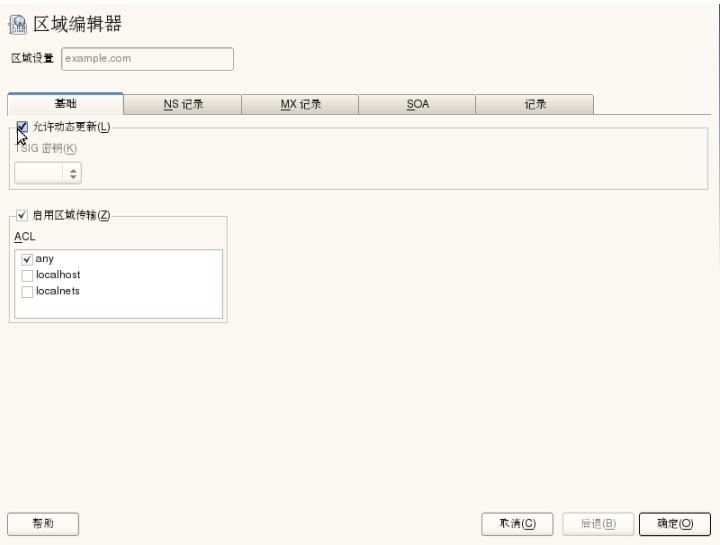 区域编辑器
区域设置 example.com
基础 NS 记录 MX 记录 SOA 记录
允许动态更新(L)
TSIG 密钥(K)
启用区域传输(Z)
ACL
any
localhost
localnets
帮助 取消(C) 后退(B) 确定(O)